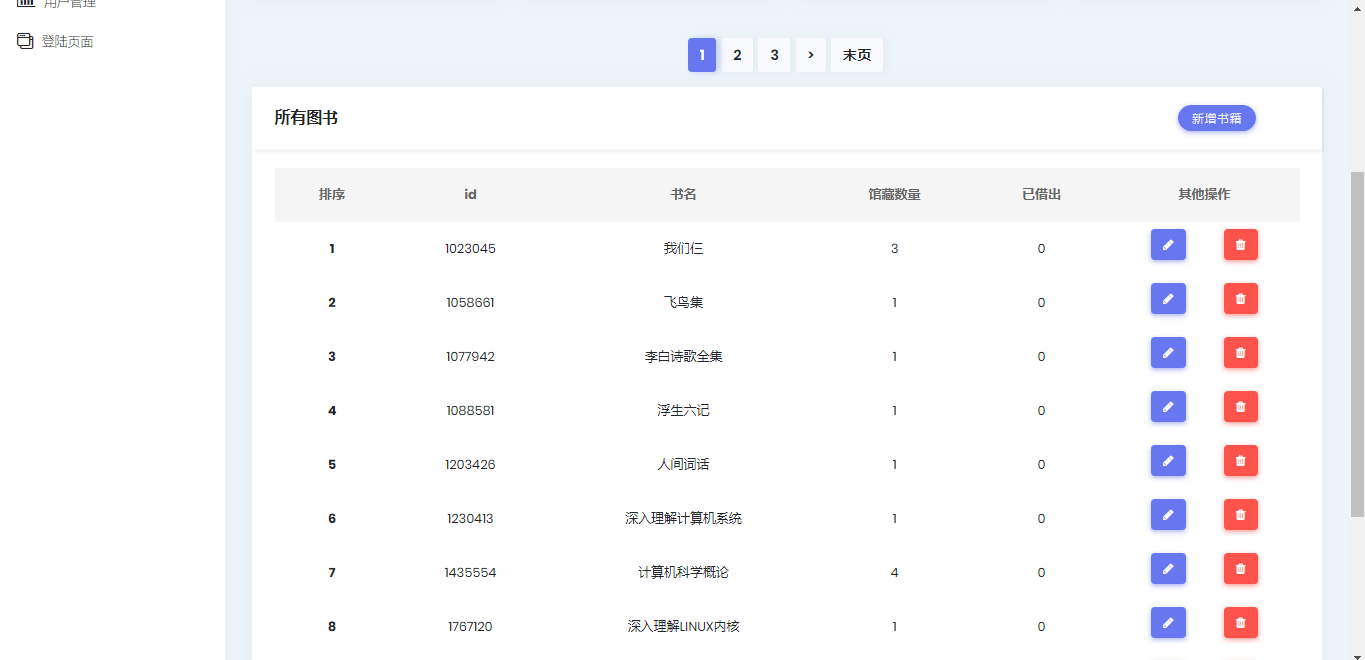 用户管理
登陆页面
1 2 3 > 末页
所有图书 新增书籍
排序 id 书名 馆藏数量 已借出 其他操作
1 1023045 我们仨 3 0
2 1058661 飞鸟集 1 0
3 1077942 李白诗歌全集 1 0
4 1088581 浮生六记 1 0
5 1203426 人间词话 1 0
6 1230413 深入理解计算机系统 1 0
7 1435554 计算机科学概论 4 0
8 1767120 深入理解LINUX内核 1 0